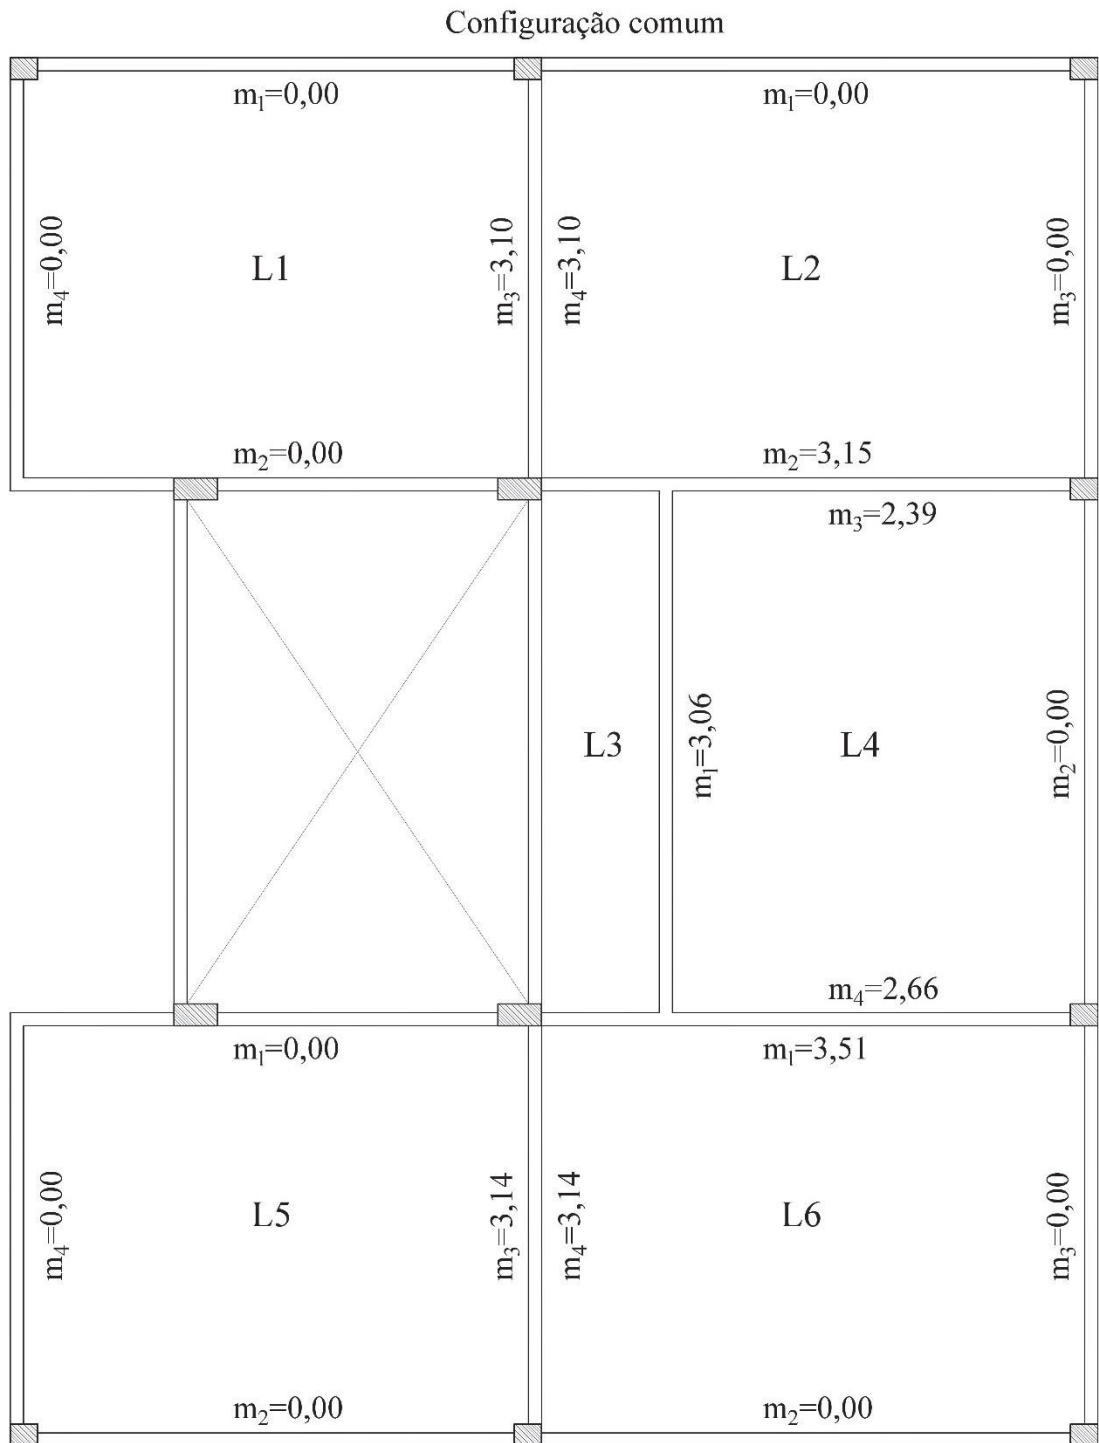 Configuração comum
m₁=0,00
m₁=0,00
m₄=0,00
L1
m₃=3,10
m₄=3,10
L2
m₃=0,00
m₂=0,00
m₂=3,15
m₃=2,39
L3
m₁=3,06
L4
m₂=0,00
m₄=2,66
m₁=0,00
m₁=3,51
m₄=0,00
L5
m₃=3,14
m₄=3,14
L6
m₃=0,00
m₂=0,00
m₂=0,00